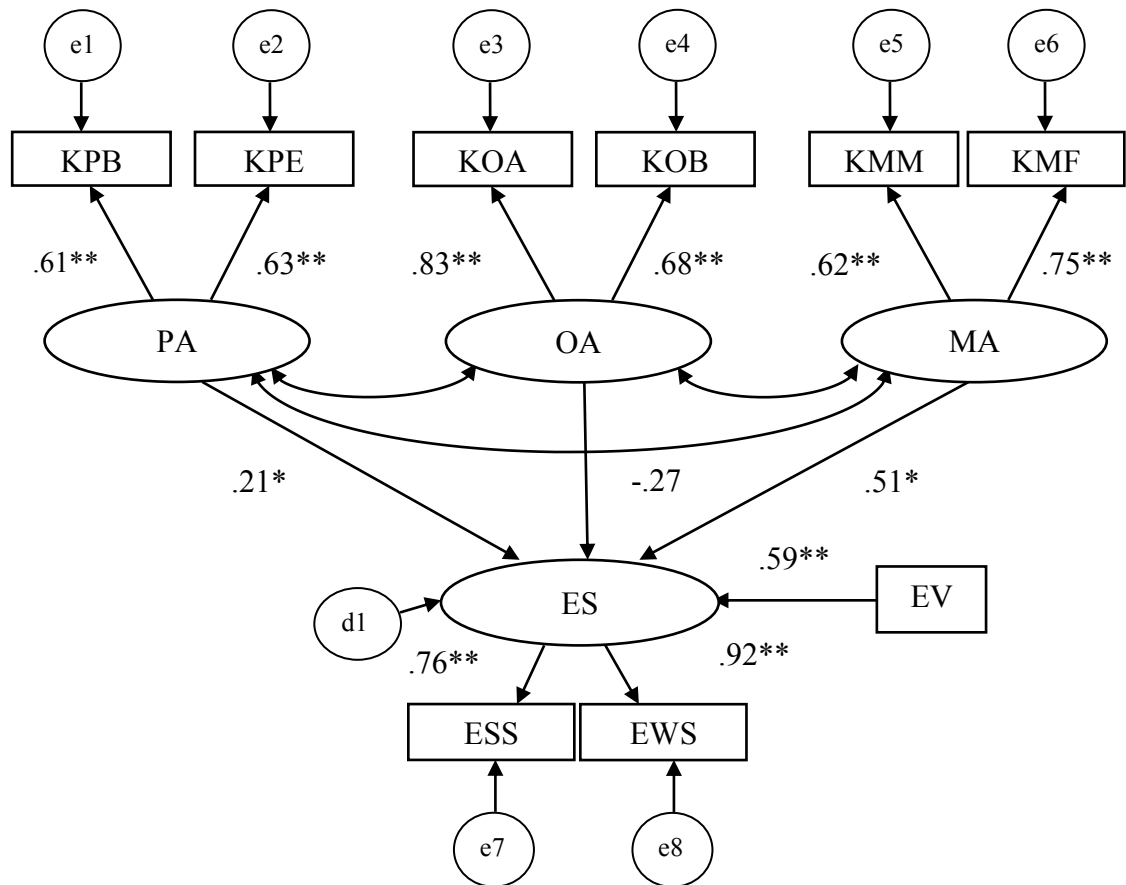 e1 e2 e3 e4 e5 e6
KPB KPE KOA KOB KMM KMF
.61** .63** .83** .68** .62** .75**
PA OA MA
.21* -.27 .51*
.59**
ES EV
d1
.76** .92**
ESS EWS
e7 e8